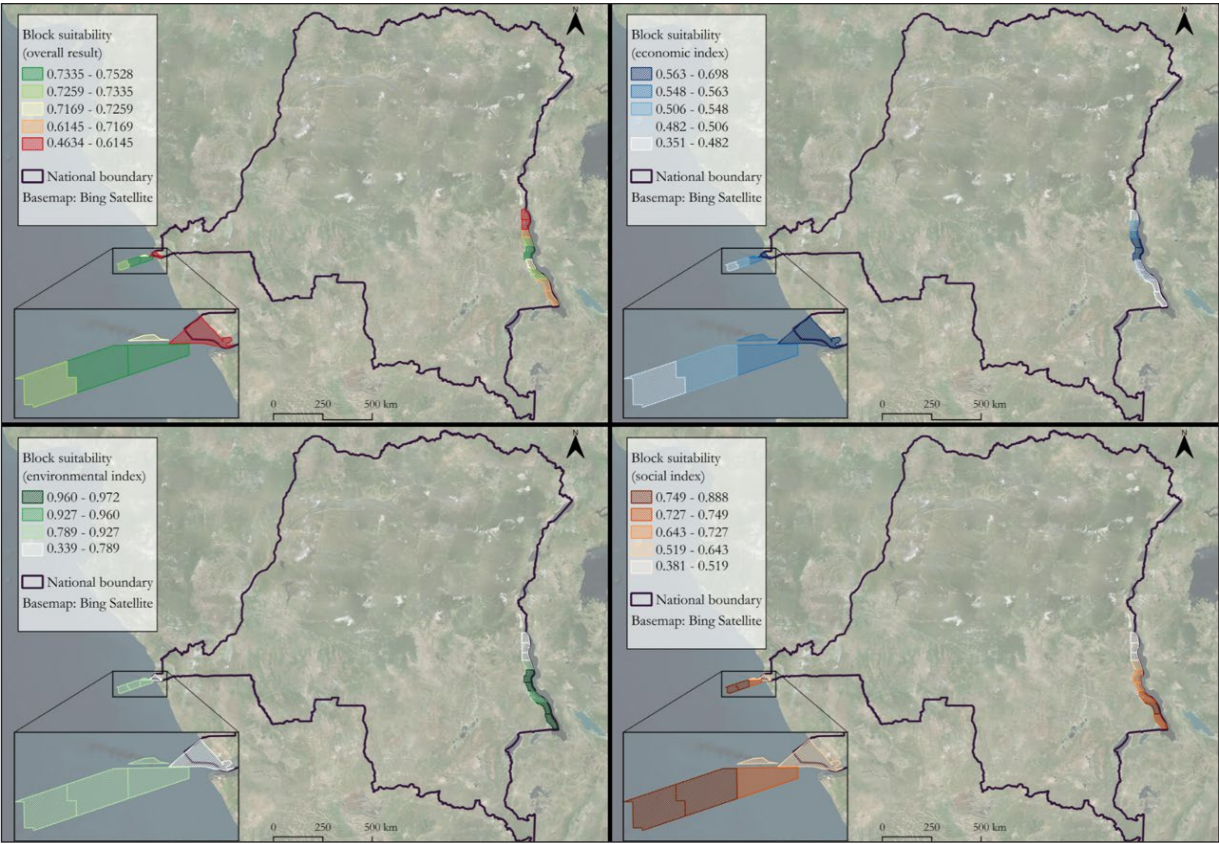 Block suitability
(overall result)
0.7335 - 0.7528
0.7259 - 0.7335
0.7169 - 0.7259
0.6145 - 0.7169
0.4634 - 0.6145
National boundary
Basemap: Bing Satellite
N
0 250 500 km
Block suitability
(economic index)
0.563 - 0.698
0.548 - 0.563
0.506 - 0.548
0.482 - 0.506
0.351 - 0.482
National boundary
Basemap: Bing Satellite
N
0 250 500 km
Block suitability
(environmental index)
0.960 - 0.972
0.927 - 0.960
0.789 - 0.927
0.339 - 0.789
National boundary
Basemap: Bing Satellite
N
0 250 500 km
Block suitability
(social index)
0.749 - 0.888
0.727 - 0.749
0.643 - 0.727
0.519 - 0.643
0.381 - 0.519
National boundary
Basemap: Bing Satellite
N
0 250 500 km